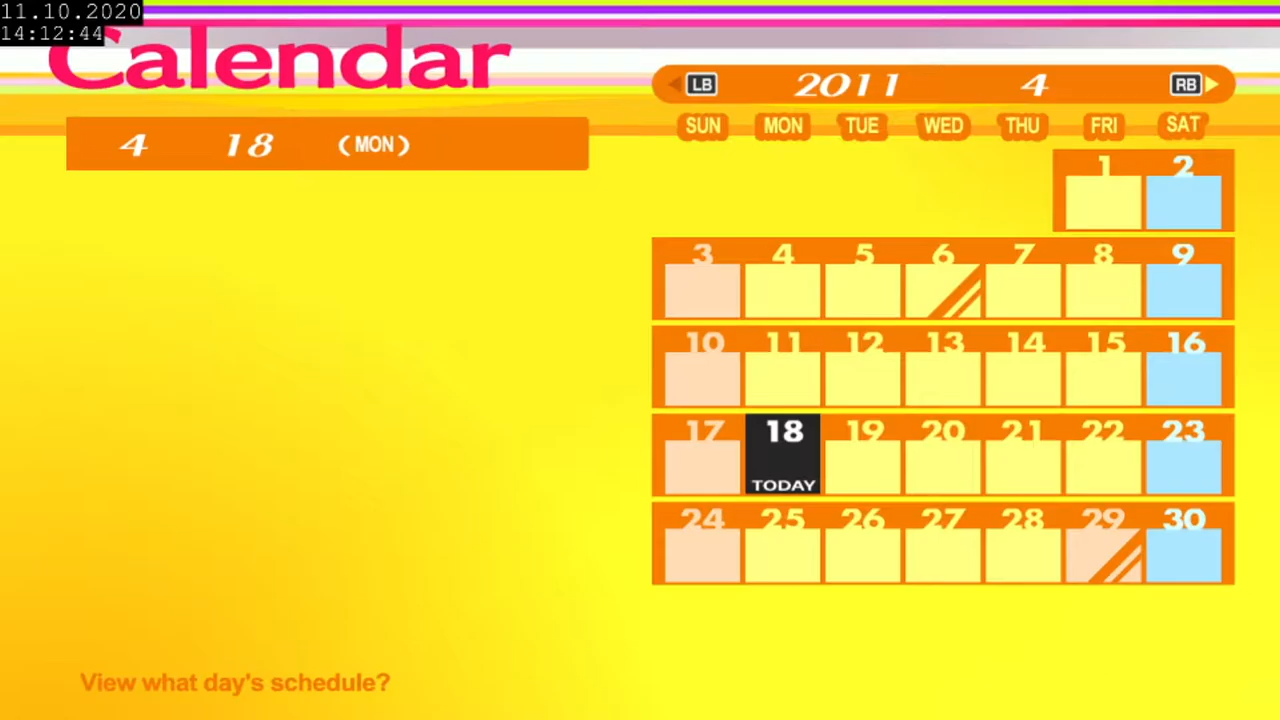 11.10.2020
14:12:44
Calendar
LB 2011 4 RB
4 18 (MON)
SUN MON TUE WED THU FRI SAT
1 2
3 4 5 6 7 8 9
10 11 12 13 14 15 16
17 18 19 20 21 22 23
TODAY
24 25 26 27 28 29 30
View what day's schedule?